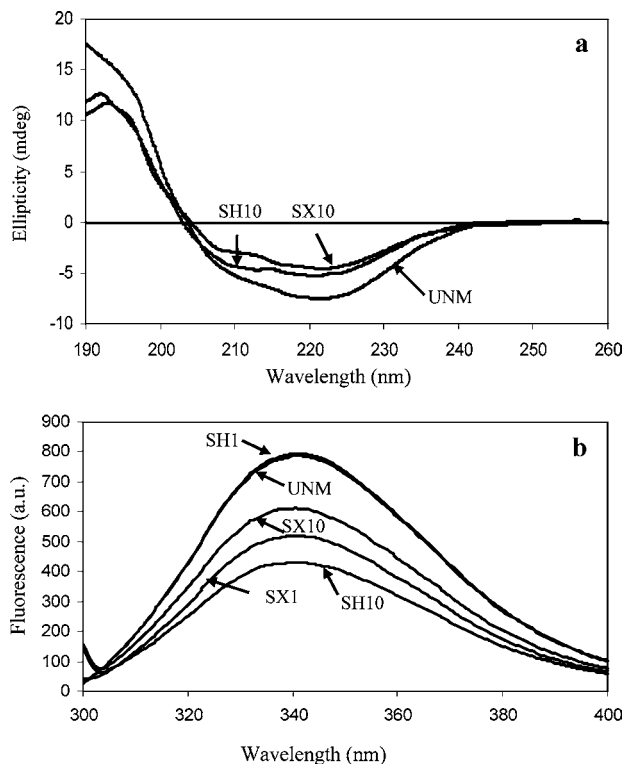 a
20
15
10
5
0
-5
-10
Ellipticity (mdeg)
SH10
SX10
UNM
190 200 210 220 230 240 250 260
Wavelength (nm)
b
900
800
700
600
500
400
300
200
100
0
Fluorescence (a.u.)
SH1
UNM
SX10
SX1
SH10
300 320 340 360 380 400
Wavelength (nm)